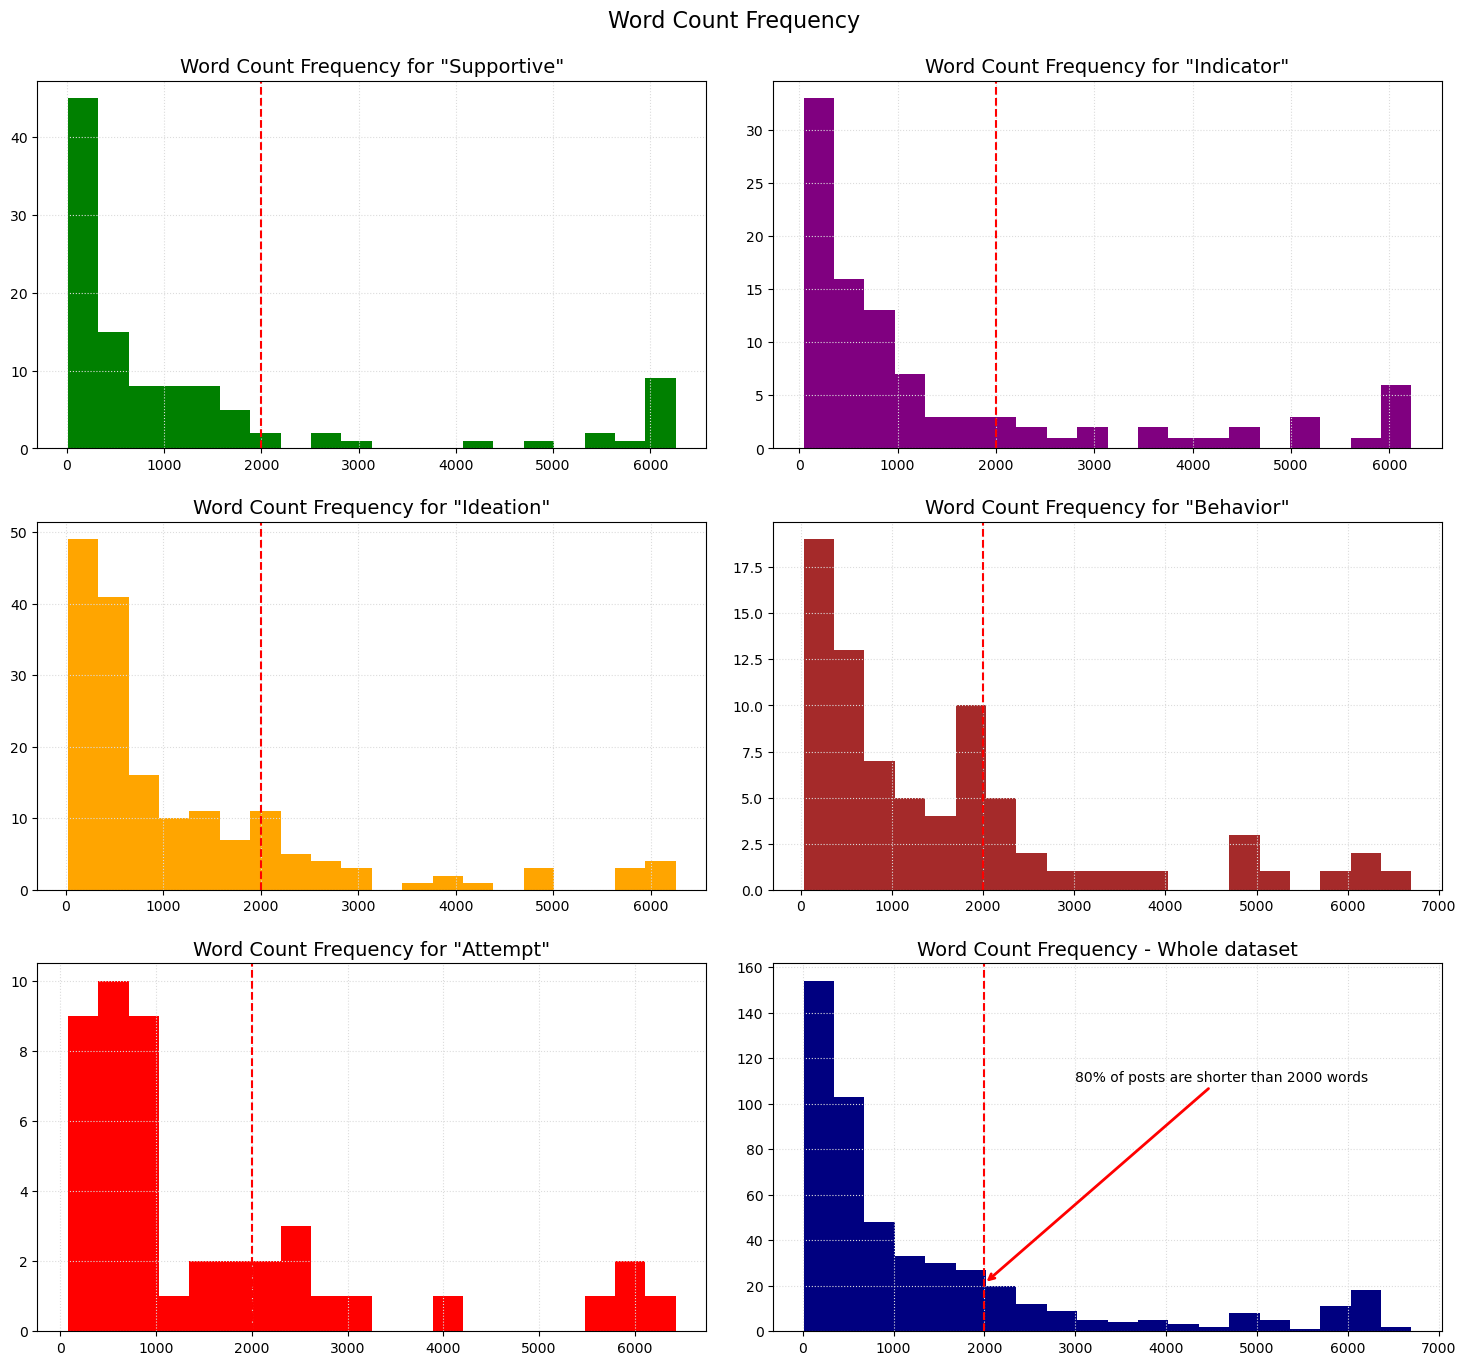 Word Count Frequency
Word Count Frequency for "Supportive"
40
30
20
10
0
0 1000 2000 3000 4000 5000 6000
Word Count Frequency for "Indicator"
30
25
20
15
10
5
0
0 1000 2000 3000 4000 5000 6000
Word Count Frequency for "Ideation"
50
40
30
20
10
0
0 1000 2000 3000 4000 5000 6000
Word Count Frequency for "Behavior"
17.5
15.0
12.5
10.0
7.5
5.0
2.5
0.0
0 1000 2000 3000 4000 5000 6000 7000
Word Count Frequency for "Attempt"
10
8
6
4
2
0
0 1000 2000 3000 4000 5000 6000
Word Count Frequency - Whole dataset
160
140
120
80% of posts are shorter than 2000 words
100
80
60
40
20
0
0 1000 2000 3000 4000 5000 6000 7000